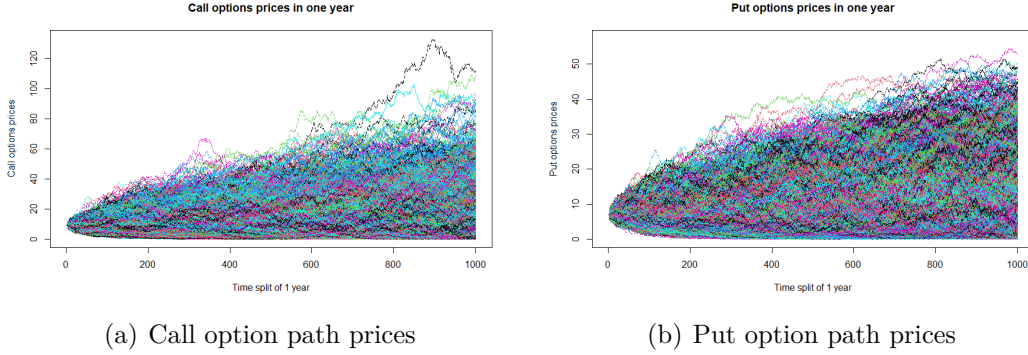 Call options prices in one year
Call options prices
120
100
80
60
40
20
0
0 200 400 600 800 1000
Time split of 1 year
(a) Call option path prices
Put options prices in one year
Put options prices
50
40
30
20
10
0
0 200 400 600 800 1000
Time split of 1 year
(b) Put option path prices